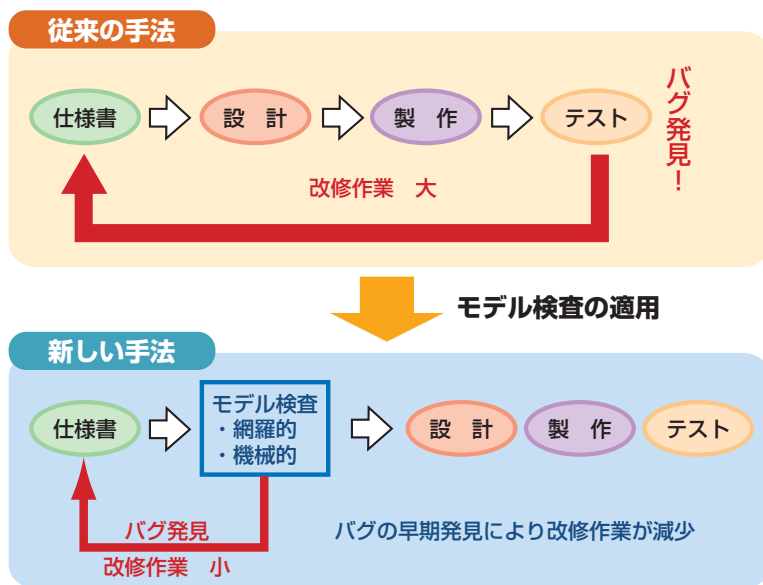 従来の手法
仕様書
設　計
製　作
テスト
バグ発見！
改修作業　大
モデル検査の適用
新しい手法
仕様書
モデル検査
・網羅的
・機械的
設　計
製　作
テスト
バグ発見
改修作業　小
バグの早期発見により改修作業が減少